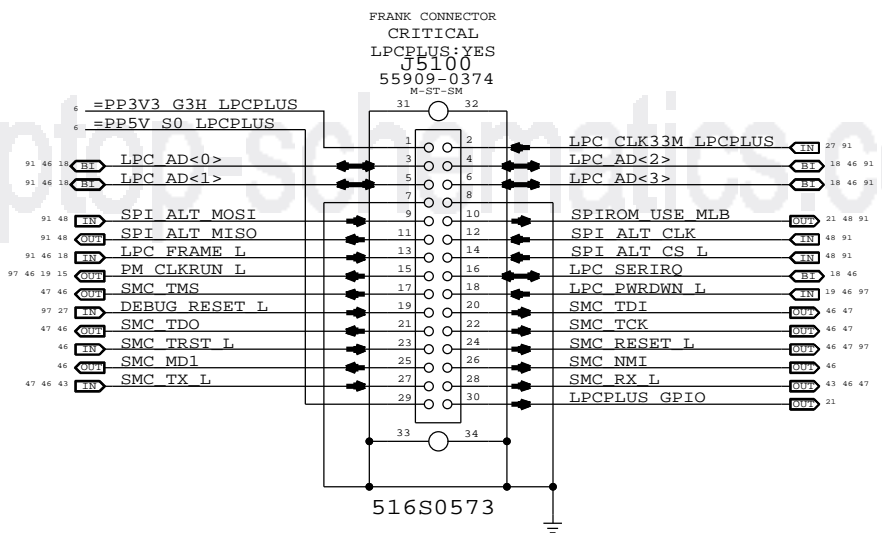 FRANK CONNECTOR
CRITICAL
LPCPLUS:YES
J5100
55909-0374
M-ST-SM
31 32
6 =PP3V3_G3H_LPCPLUS
6 =PP5V_S0_LPCPLUS
1 2 LPC_CLK33M_LPCPLUS IN 27 91
91 46 18 BI LPC_AD<0> 3 4 LPC_AD<2> BI 18 46 91
91 46 18 BI LPC_AD<1> 5 6 LPC_AD<3> BI 18 46 91
7 8
91 48 IN SPI_ALT_MOSI 9 10 SPIROM_USE_MLB OUT 21 48 91
91 48 OUT SPI_ALT_MISO 11 12 SPI_ALT_CLK IN 48 91
91 46 18 IN LPC_FRAME_L 13 14 SPI_ALT_CS_L IN 48 91
97 46 19 15 OUT PM_CLKRUN_L 15 16 LPC_SERIRQ BI 18 46
47 46 OUT SMC_TMS 17 18 LPC_PWRDWN_L IN 19 46 97
97 27 IN DEBUG_RESET_L 19 20 SMC_TDI OUT 46 47
47 46 OUT SMC_TDO 21 22 SMC_TCK OUT 46 47
46 IN SMC_TRST_L 23 24 SMC_RESET_L OUT 46 47 97
46 OUT SMC_MD1 25 26 SMC_NMI OUT 46
47 46 43 IN SMC_TX_L 27 28 SMC_RX_L OUT 43 46 47
29 30 LPCPLUS_GPIO OUT 21
33 34
516S0573
ptop-schematics.c